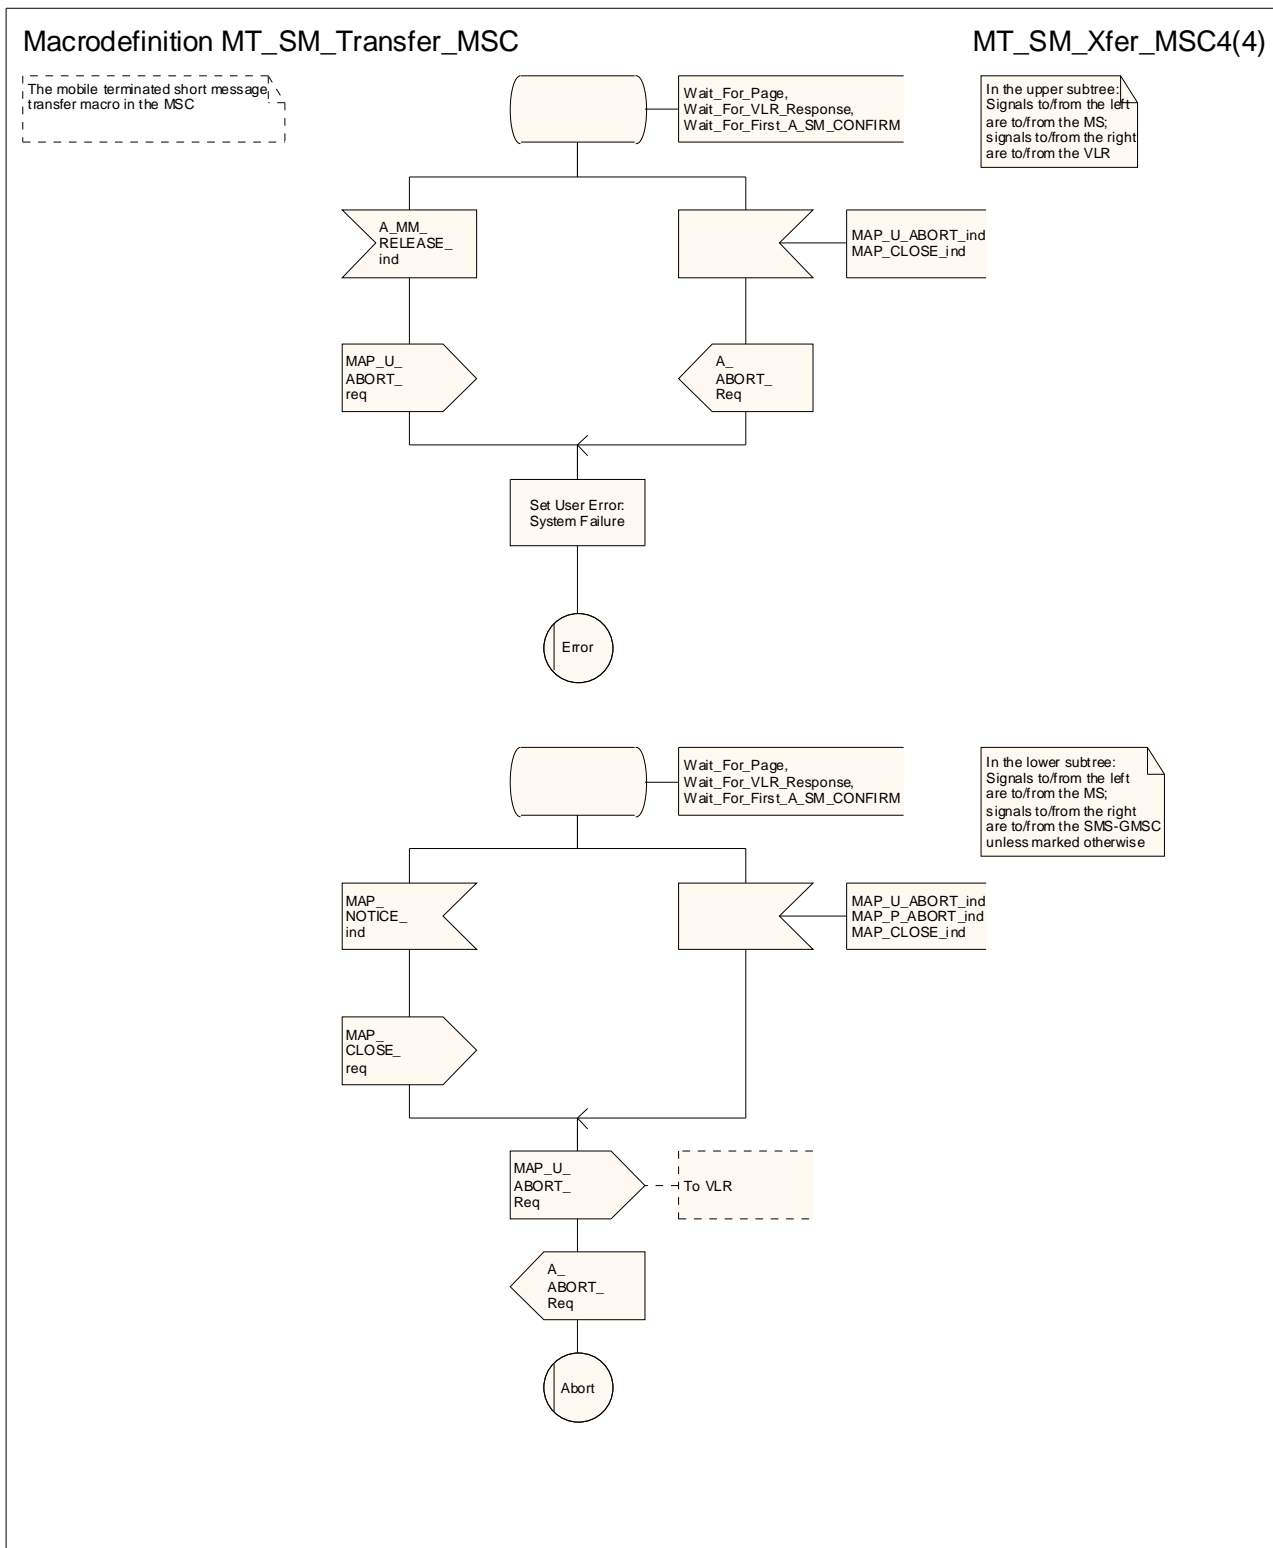 Macrodefinition MT_SM_Transfer_MSC
MT_SM_Xfer_MSC4(4)
The mobile terminated short message
transfer macro in the MSC
Wait_For_Page,
Wait_For_VLR_Response,
Wait_For_First_A_SM_CONFIRM
In the upper subtree:
Signals to/from the left
are to/from the MS;
signals to/from the right
are to/from the VLR
A_MM_
RELEASE_
ind
MAP_U_ABORT_ind
MAP_CLOSE_ind
MAP_U_
ABORT_
req
A_
ABORT_
Req
Set User Error:
System Failure
Error
Wait_For_Page,
Wait_For_VLR_Response,
Wait_For_First_A_SM_CONFIRM
In the lower subtree:
Signals to/from the left
are to/from the MS;
signals to/from the right
are to/from the SMS-GMSC
unless marked otherwise
MAP_
NOTICE_
ind
MAP_U_ABORT_ind
MAP_P_ABORT_ind
MAP_CLOSE_ind
MAP_
CLOSE_
req
MAP_U_
ABORT_
Req
To VLR
A_
ABORT_
Req
Abort